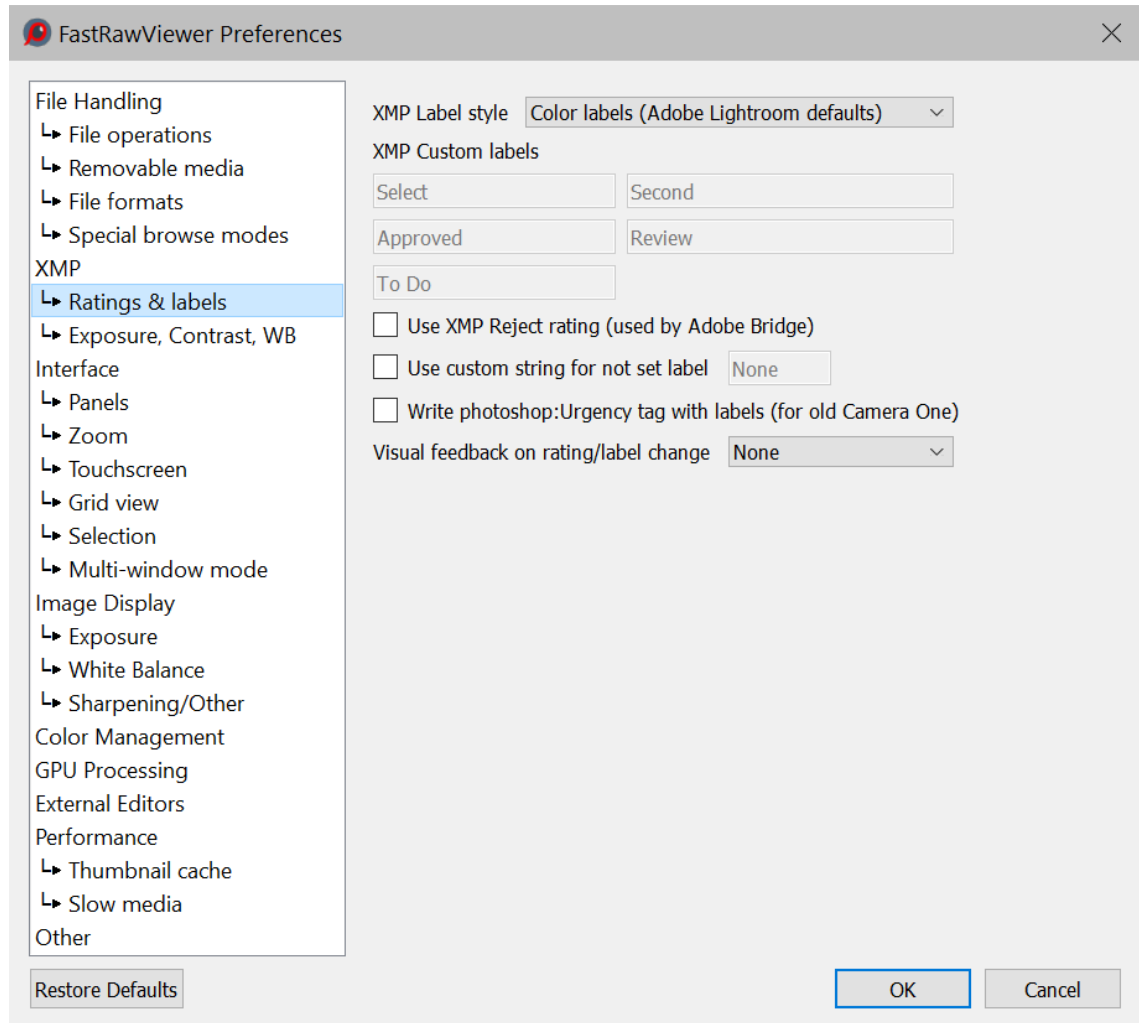 FastRawViewer Preferences
File Handling
File operations
Removable media
File formats
Special browse modes
XMP
Ratings & labels
Exposure, Contrast, WB
Interface
Panels
Zoom
Touchscreen
Grid view
Selection
Multi-window mode
Image Display
Exposure
White Balance
Sharpening/Other
Color Management
GPU Processing
External Editors
Performance
Thumbnail cache
Slow media
Other
XMP Label style Color labels (Adobe Lightroom defaults)
XMP Custom labels
Select Second
Approved Review
To Do
Use XMP Reject rating (used by Adobe Bridge)
Use custom string for not set label None
Write photoshop:Urgency tag with labels (for old Camera One)
Visual feedback on rating/label change None
Restore Defaults OK Cancel